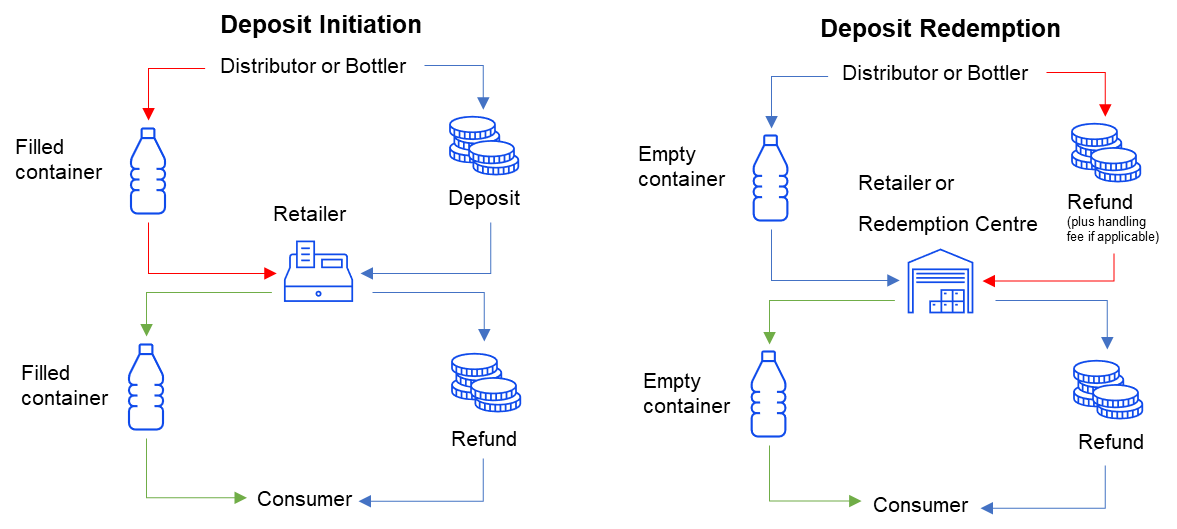 Deposit Initiation
Distributor or Bottler
Filled
container
Deposit
Retailer
Filled
container
Refund
Consumer
Deposit Redemption
Distributor or Bottler
Empty
container
Retailer or
Redemption Centre
Refund
(plus handling
fee if applicable)
Empty
container
Refund
Consumer